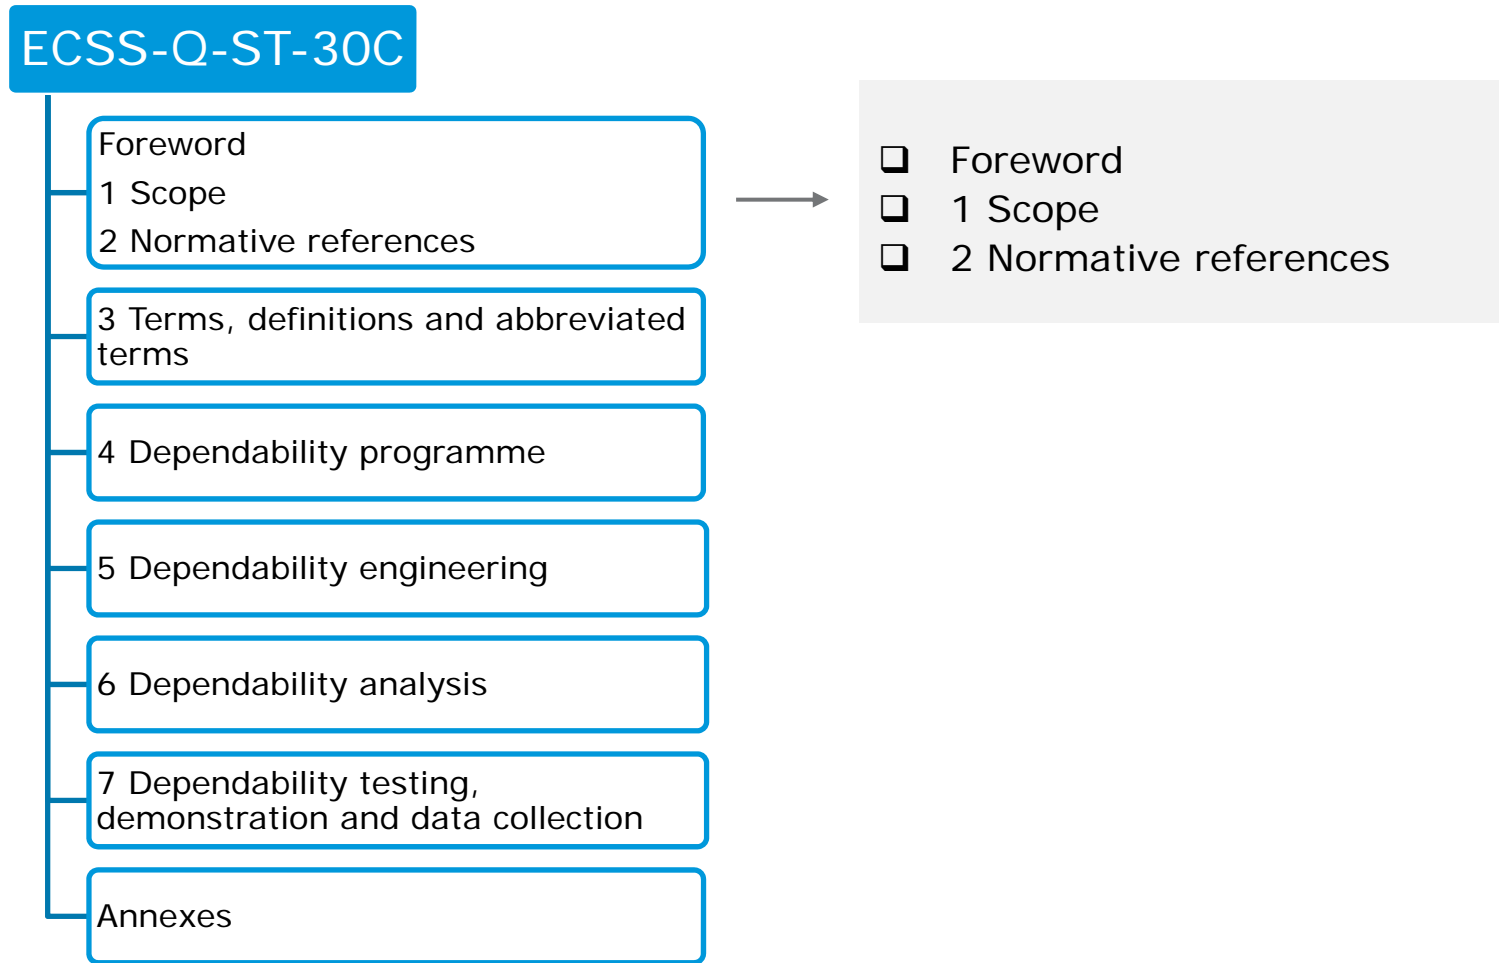 ECSS-Q-ST-30C
Foreword
1 Scope
2 Normative references
3 Terms, definitions and abbreviated
terms
4 Dependability programme
5 Dependability engineering
6 Dependability analysis
7 Dependability testing,
demonstration and data collection
Annexes
❑ Foreword
❑ 1 Scope
❑ 2 Normative references